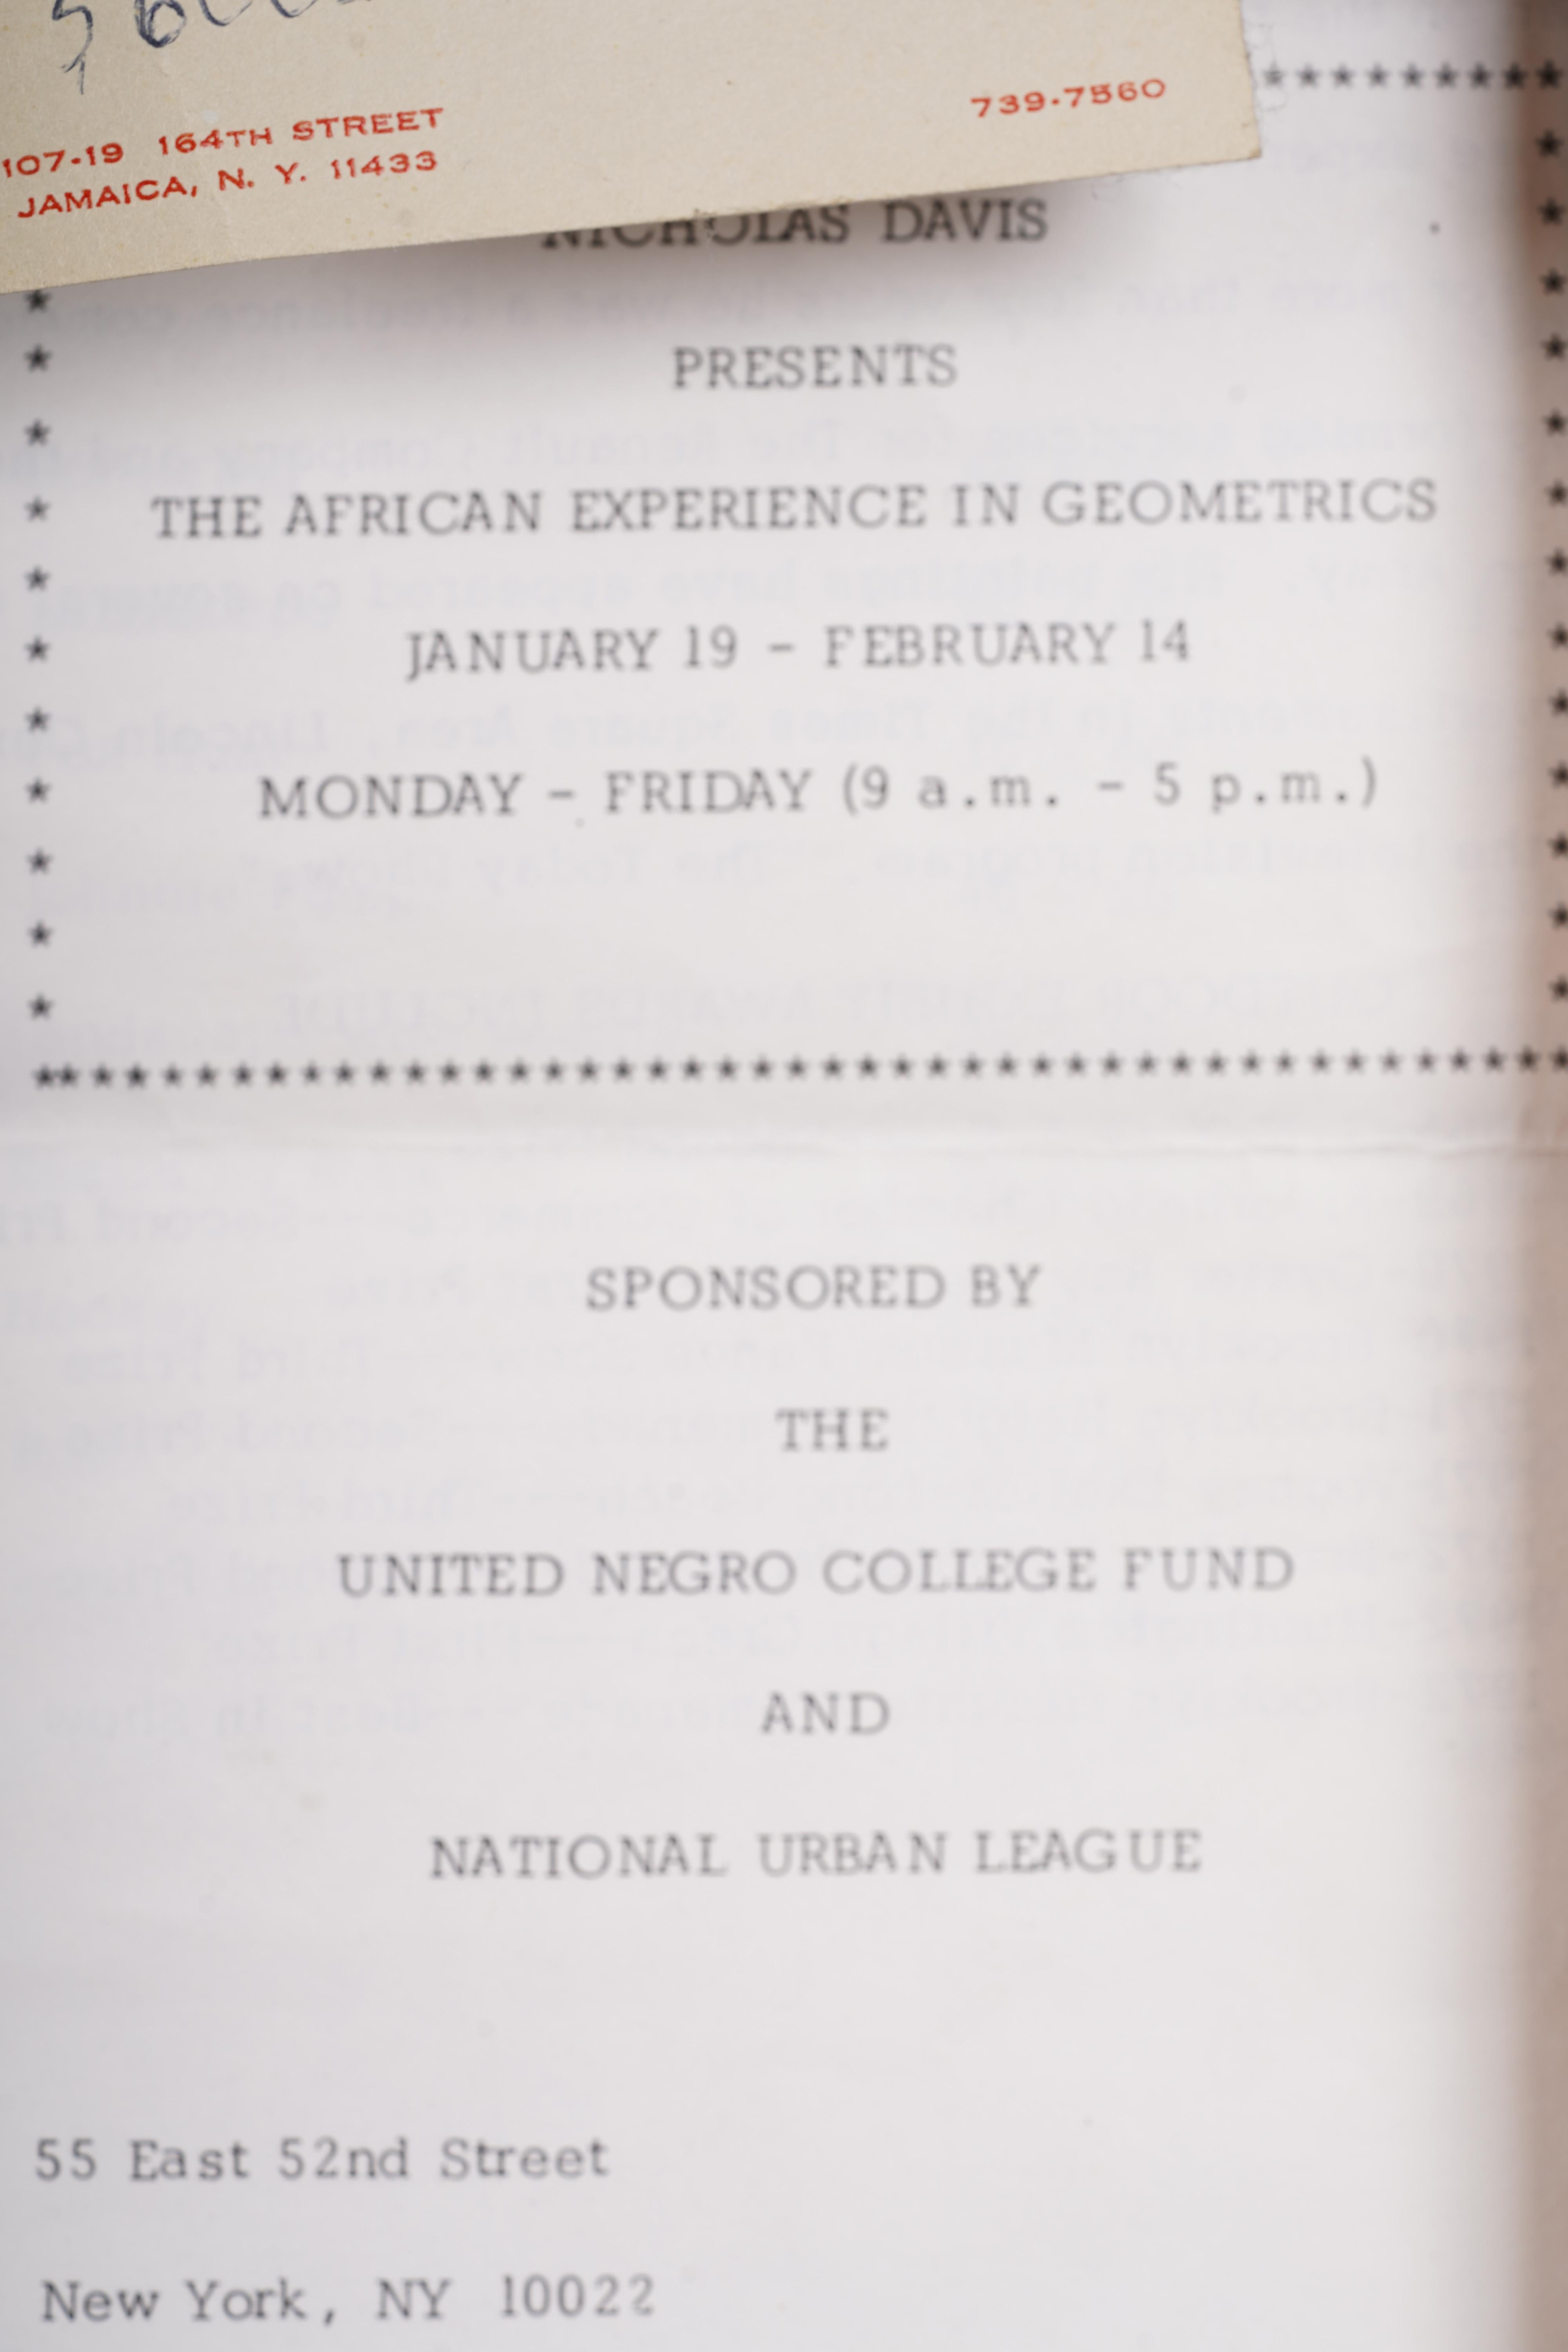 107-19 164TH STREET
JAMAICA, N. Y. 11433
739-7560
NICHOLAS DAVIS
PRESENTS
THE AFRICAN EXPERIENCE IN GEOMETRICS
JANUARY 19 - FEBRUARY 14
MONDAY - FRIDAY (9 a.m. - 5 p.m.)
SPONSORED BY
THE
UNITED NEGRO COLLEGE FUND
AND
NATIONAL URBAN LEAGUE
55 East 52nd Street
New York, NY 10022